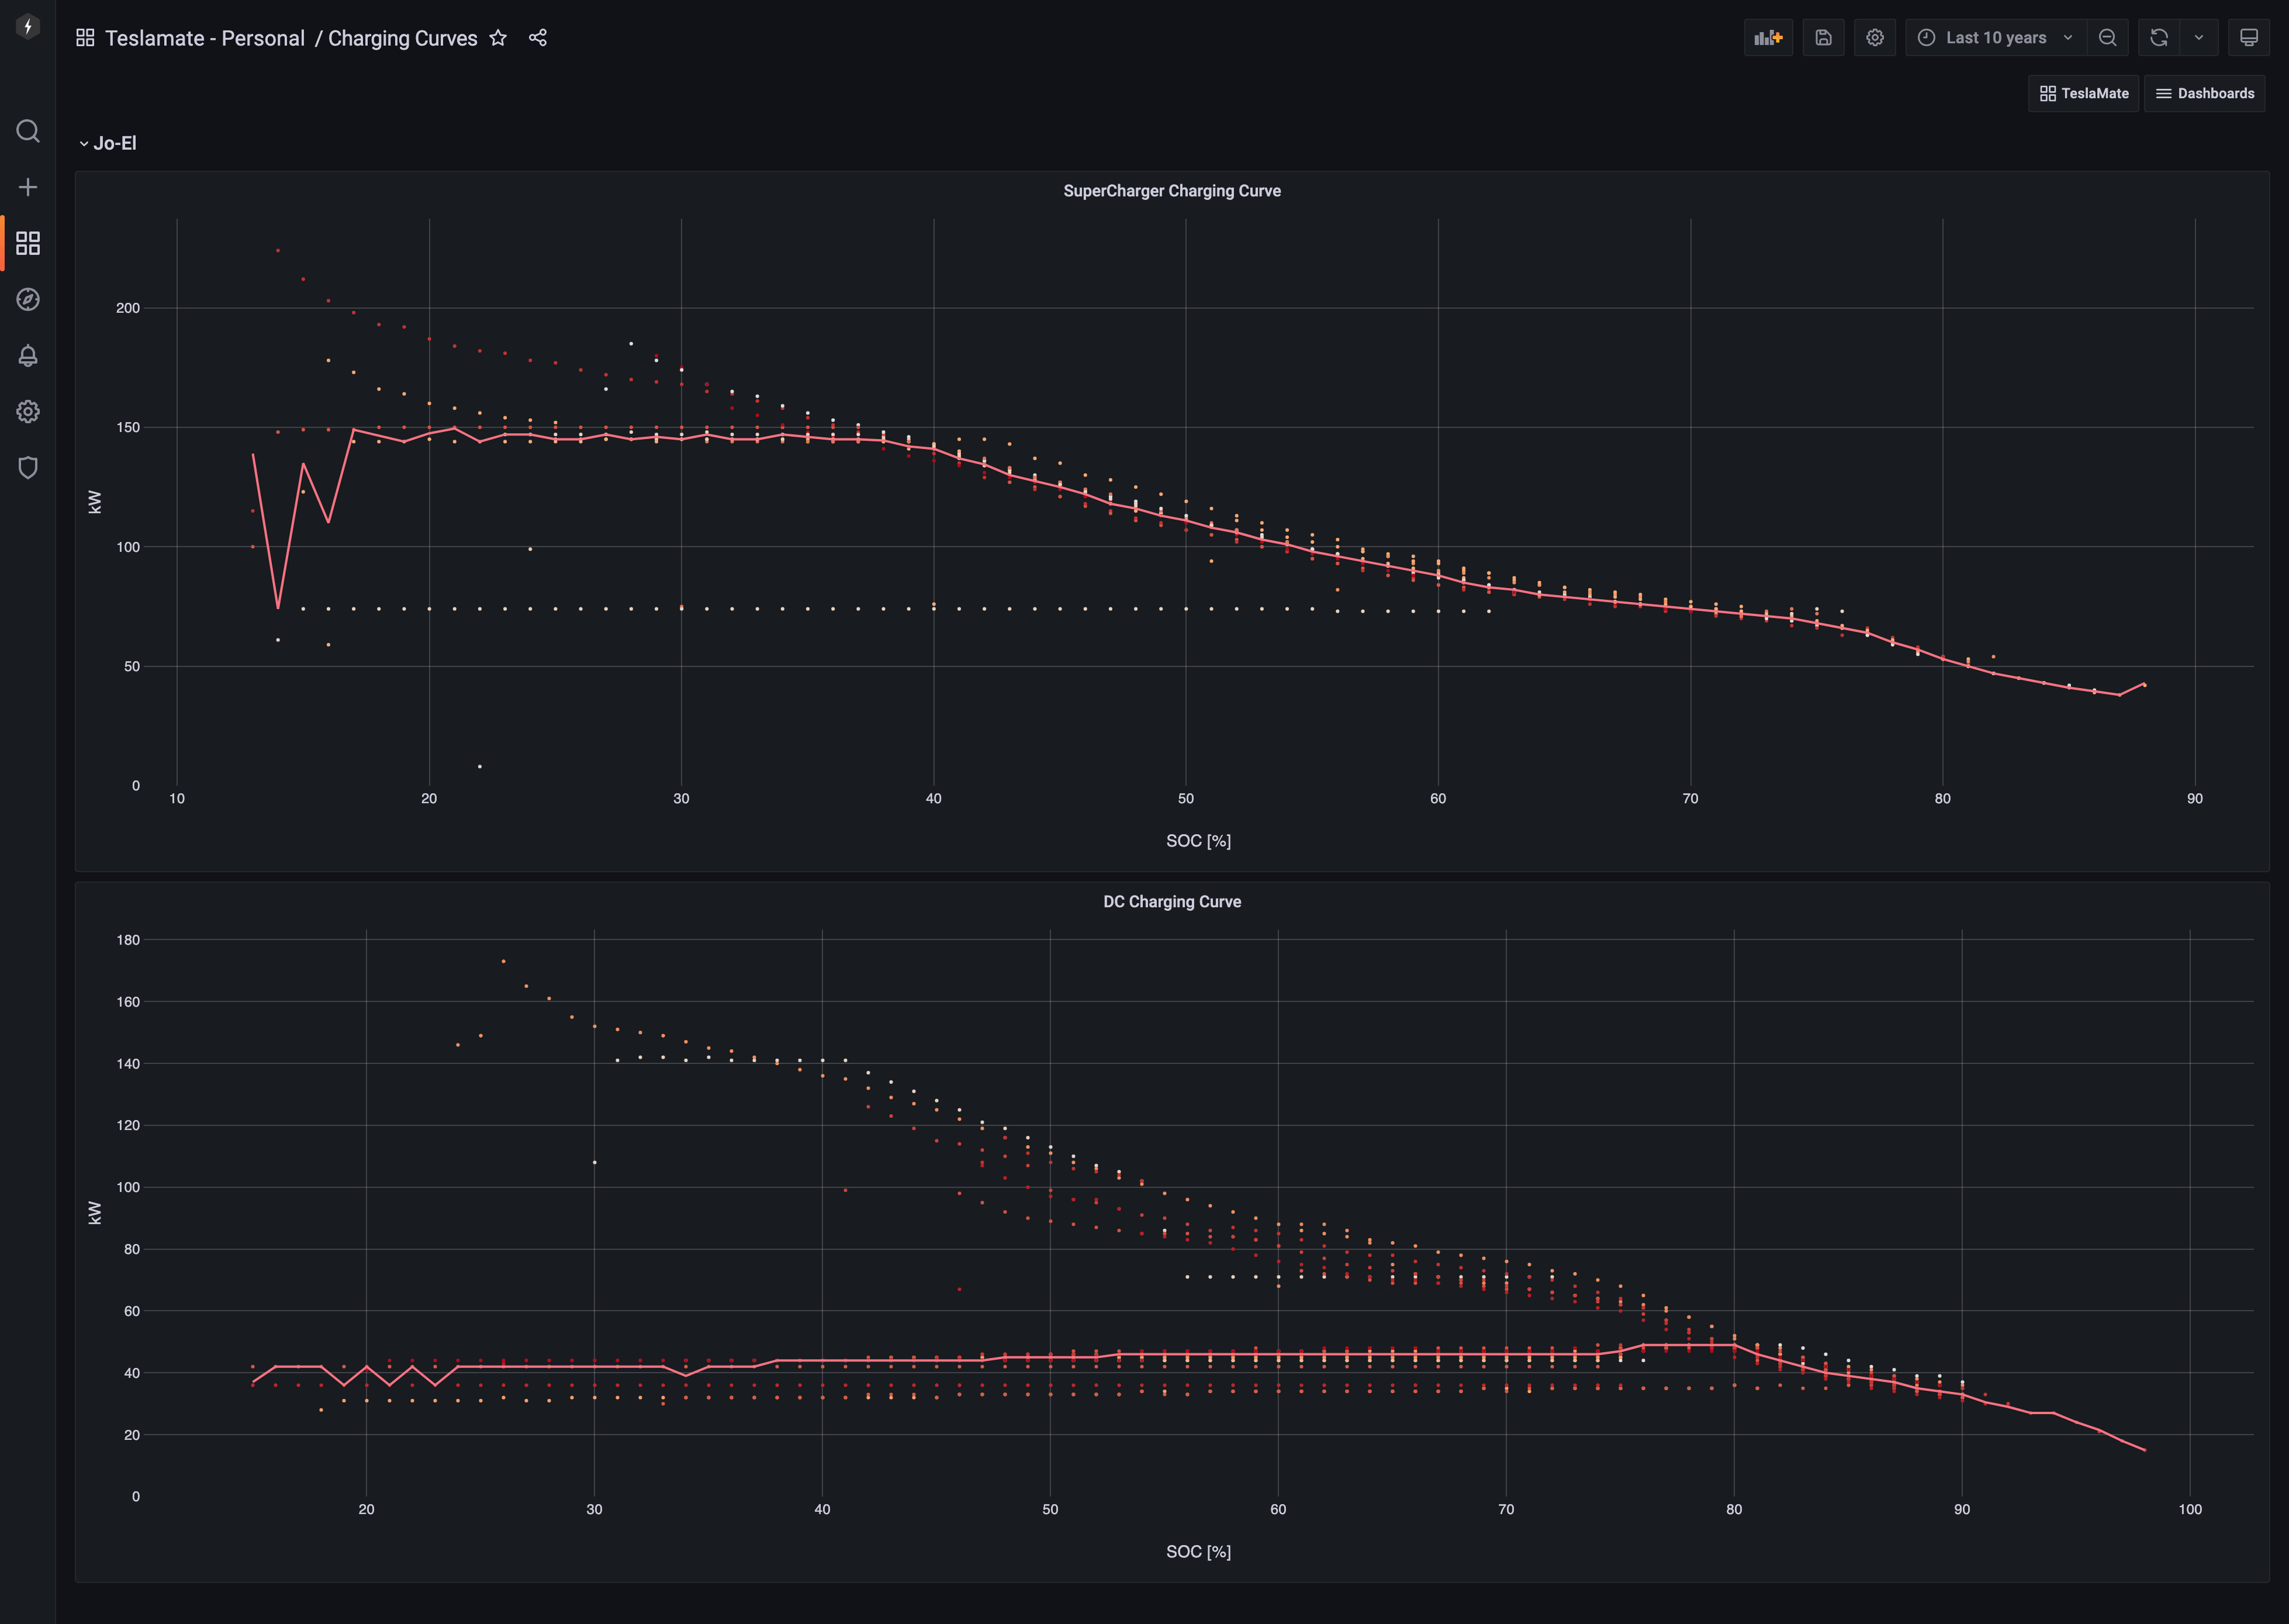 Teslamate - Personal / Charging Curves
Last 10 years
TeslaMate
Dashboards
Jo-El
SuperCharger Charging Curve
200
150
100
50
0
kW
10 20 30 40 50 60 70 80 90
SOC [%]
DC Charging Curve
180
160
140
120
100
80
60
40
20
0
kW
20 30 40 50 60 70 80 90 100
SOC [%]